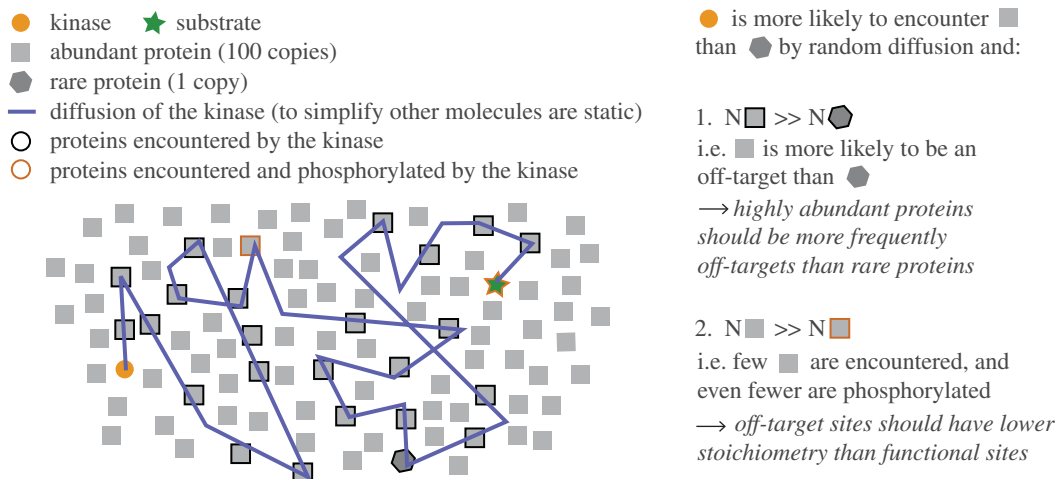 kinase substrate
abundant protein (100 copies)
rare protein (1 copy)
diffusion of the kinase (to simplify other molecules are static)
proteins encountered by the kinase
proteins encountered and phosphorylated by the kinase
is more likely to encounter
than by random diffusion and:
1. N >> N
i.e. is more likely to be an
off-target than
→ highly abundant proteins
should be more frequently
off-targets than rare proteins
2. N >> N
i.e. few are encountered, and
even fewer are phosphorylated
→ off-target sites should have lower
stoichiometry than functional sites